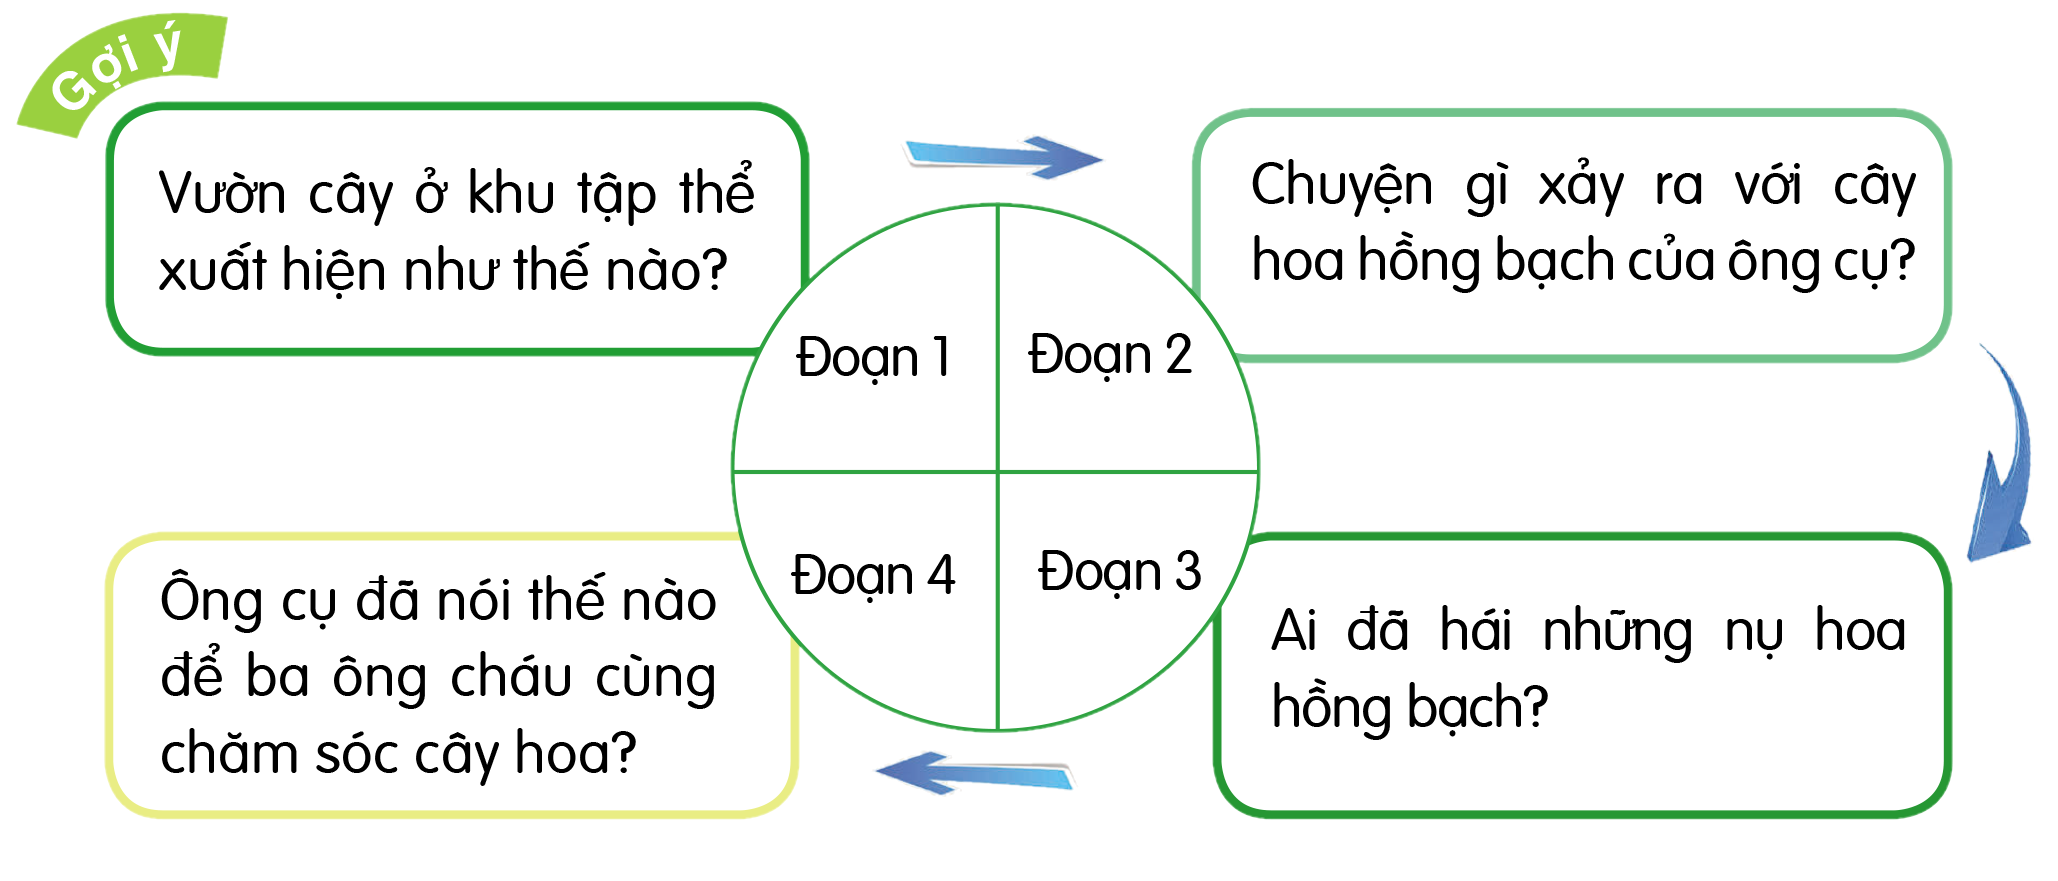 Gợi ý
Vườn cây ở khu tập thể
xuất hiện như thế nào?
Chuyện gì xảy ra với cây
hoa hồng bạch của ông cụ?
Đoạn 1
Đoạn 2
Đoạn 4
Đoạn 3
Ông cụ đã nói thế nào
để ba ông cháu cùng
chăm sóc cây hoa?
Ai đã hái những nụ hoa
hồng bạch?